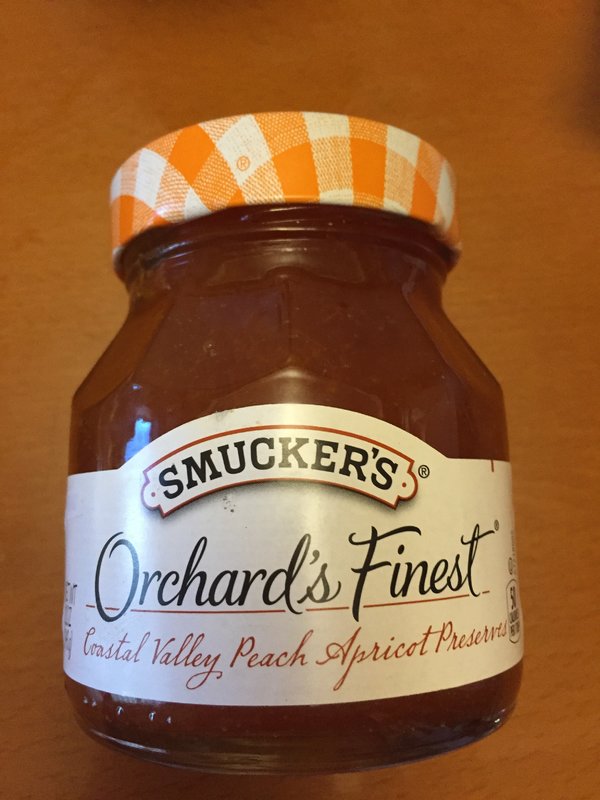 SMUCKER'S®
Orchard's Finest®
Coastal Valley Peach Apricot Preserves